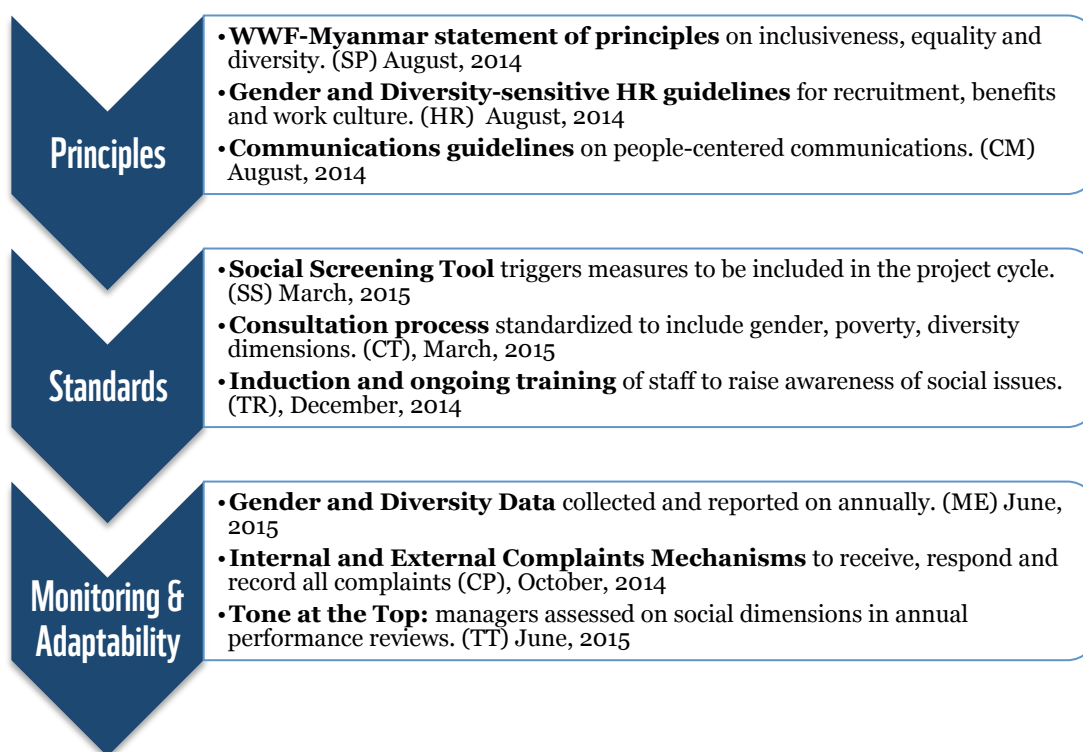 Principles
•WWF-Myanmar statement of principles on inclusiveness, equality and
diversity. (SP) August, 2014
•Gender and Diversity-sensitive HR guidelines for recruitment, benefits
and work culture. (HR)  August, 2014
•Communications guidelines on people-centered communications. (CM)
August, 2014
Standards
•Social Screening Tool triggers measures to be included in the project cycle.
(SS) March, 2015
•Consultation process standardized to include gender, poverty, diversity
dimensions. (CT), March, 2015
•Induction and ongoing training of staff to raise awareness of social issues.
(TR), December, 2014
Monitoring &
Adaptability
•Gender and Diversity Data collected and reported on annually. (ME) June,
2015
•Internal and External Complaints Mechanisms to receive, respond and
record all complaints (CP), October, 2014
•Tone at the Top: managers assessed on social dimensions in annual
performance reviews. (TT) June, 2015